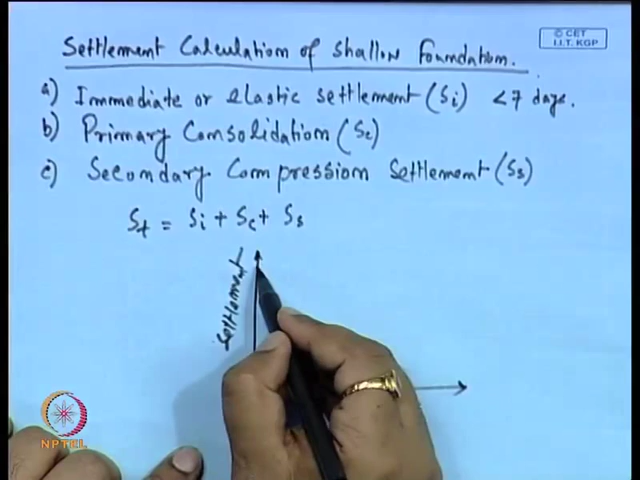 Settlement Calculation of Shallow Foundation.
© CET
I.I.T. KGP
a) Immediate or elastic settlement (Si) < 7 days.
b) Primary Consolidation (Sc)
c) Secondary Compression Settlement (Ss)
St = Si + Sc + Ss
Settlement
NPTEL